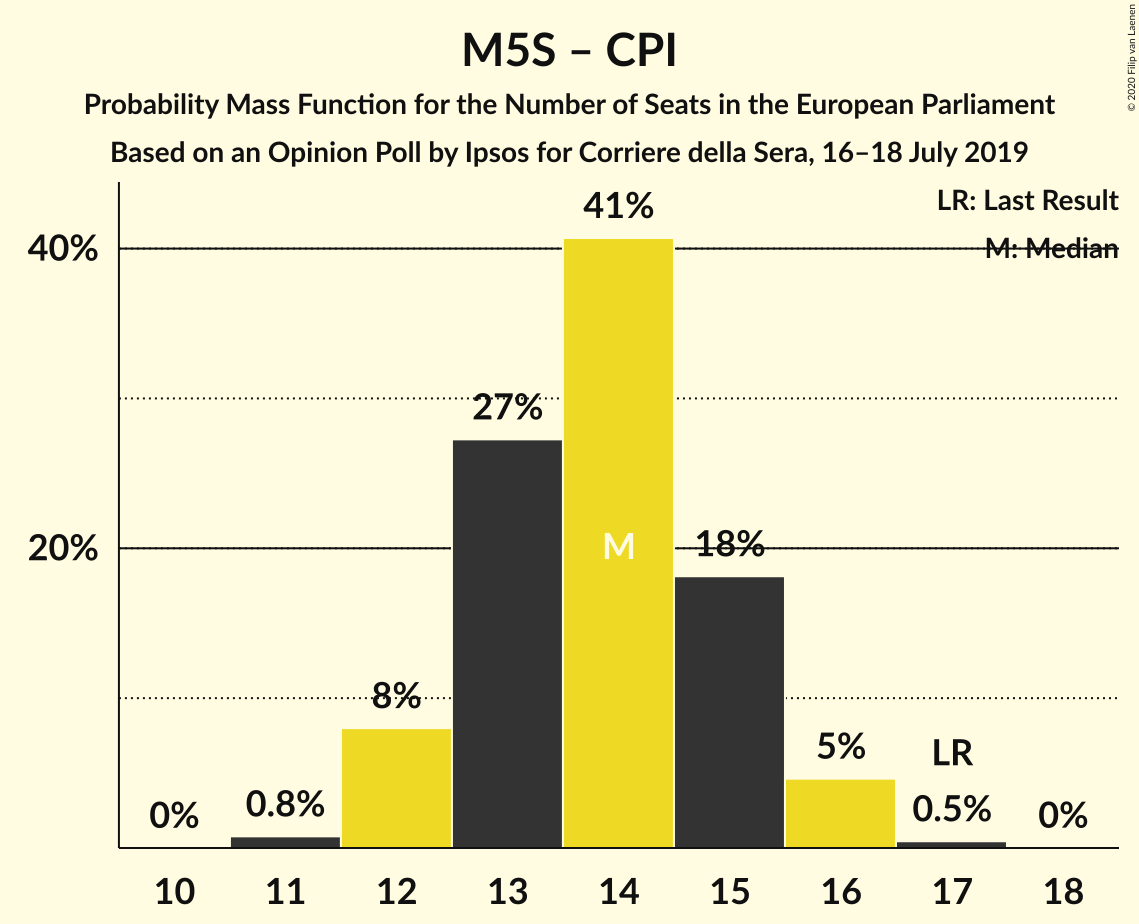 M5S – CPI
Probability Mass Function for the Number of Seats in the European Parliament
Based on an Opinion Poll by Ipsos for Corriere della Sera, 16–18 July 2019
© 2020 Filip van Laenen
LR: Last Result
M: Median
40%
20%
0%
0.8%
8%
27%
41%
M
18%
5%
LR
0.5%
0%
10 11 12 13 14 15 16 17 18